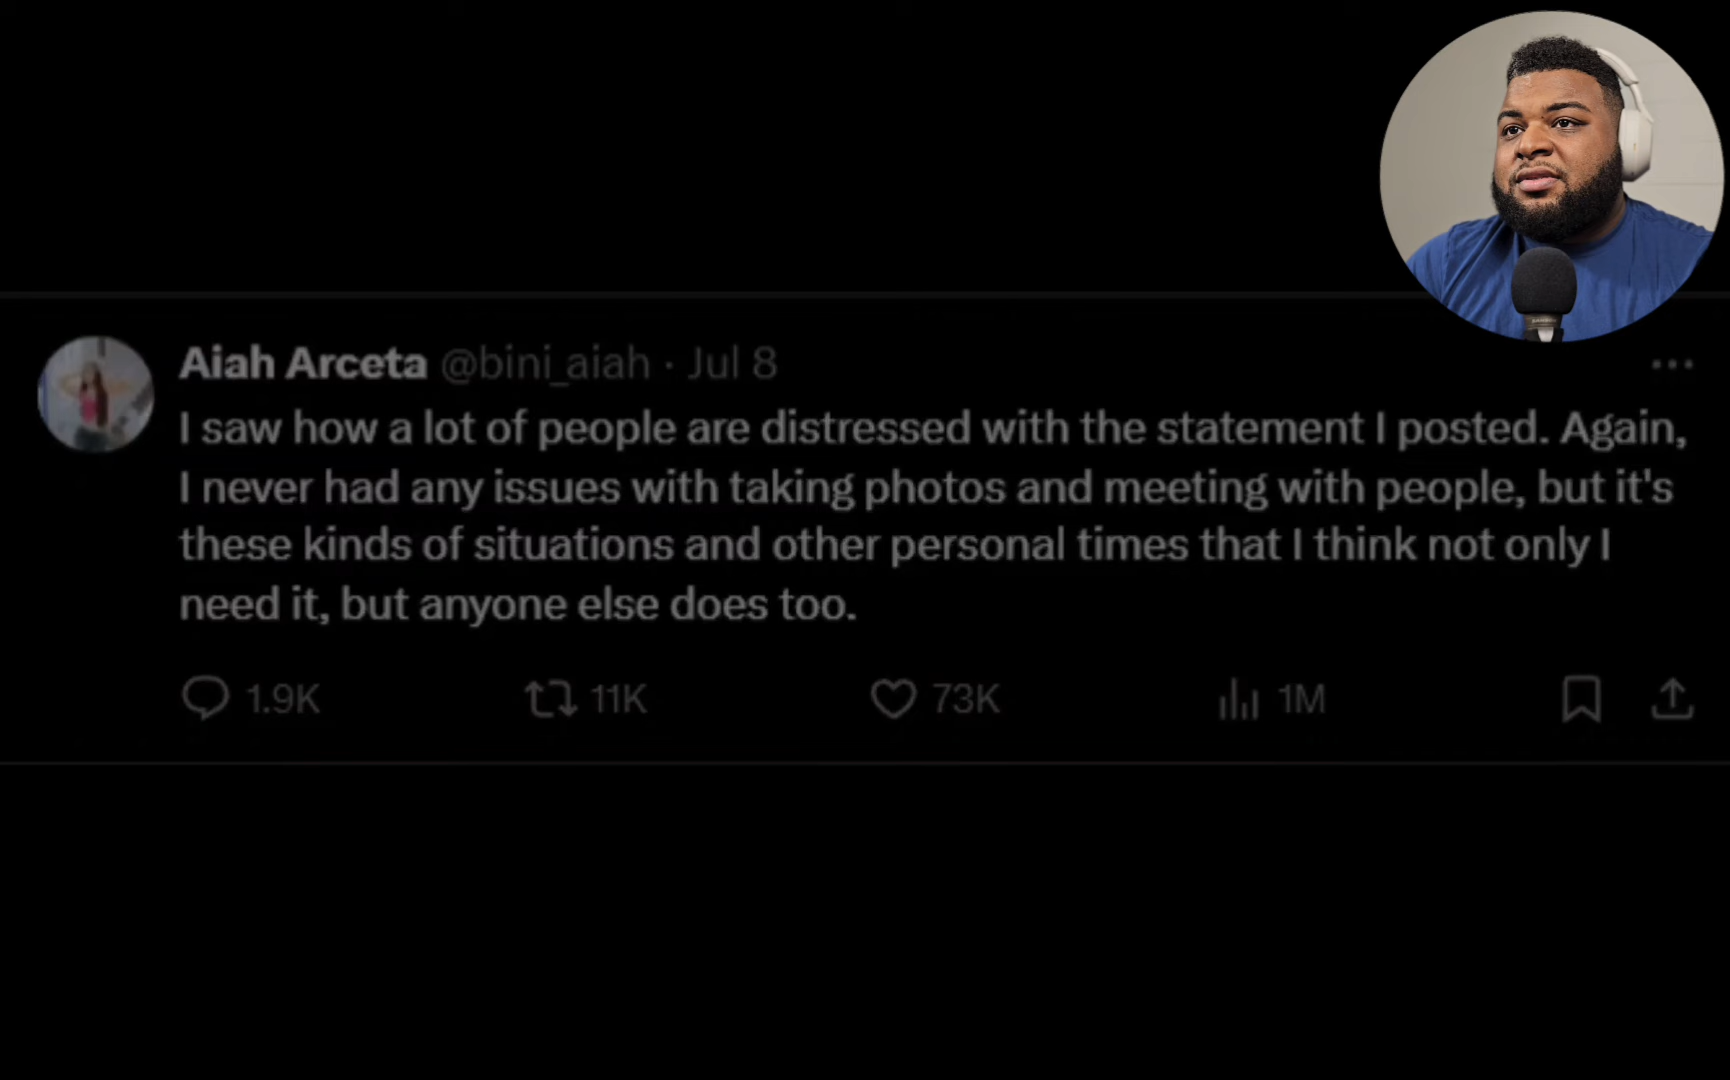 Aiah Arceta @bini_aiah · Jul 8
I saw how a lot of people are distressed with the statement I posted. Again,
I never had any issues with taking photos and meeting with people, but it's
these kinds of situations and other personal times that I think not only I
need it, but anyone else does too.
1.9K 11K 73K 1M